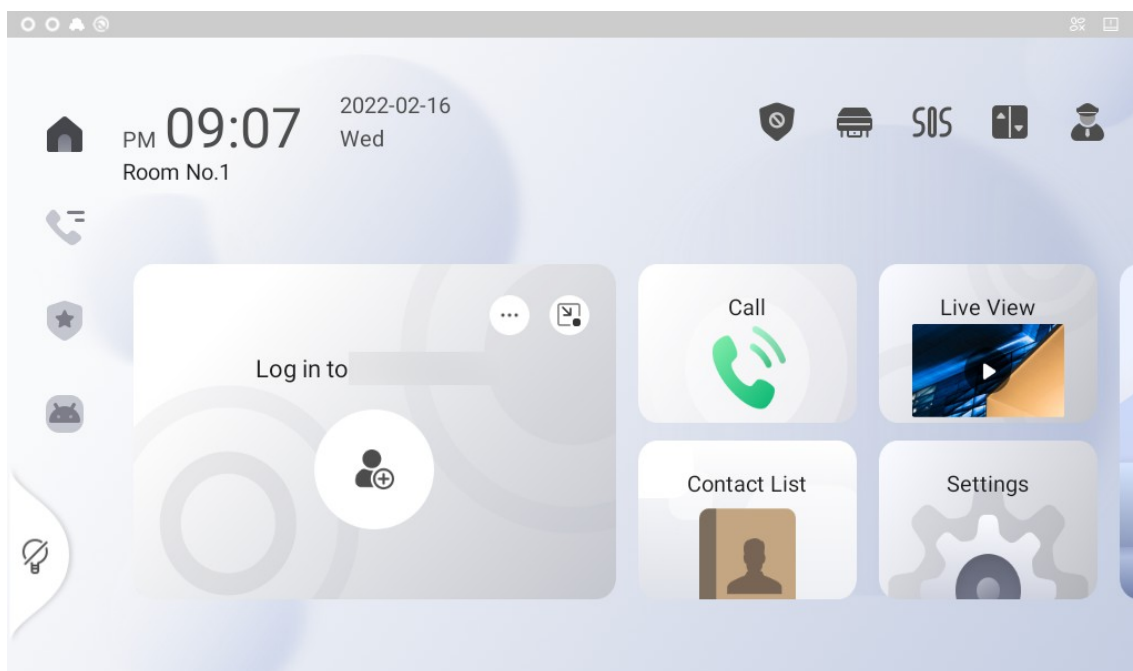 PM 09:07
2022-02-16
Wed
Room No.1
SOS
Log in to
Call
Live View
Contact List
Settings